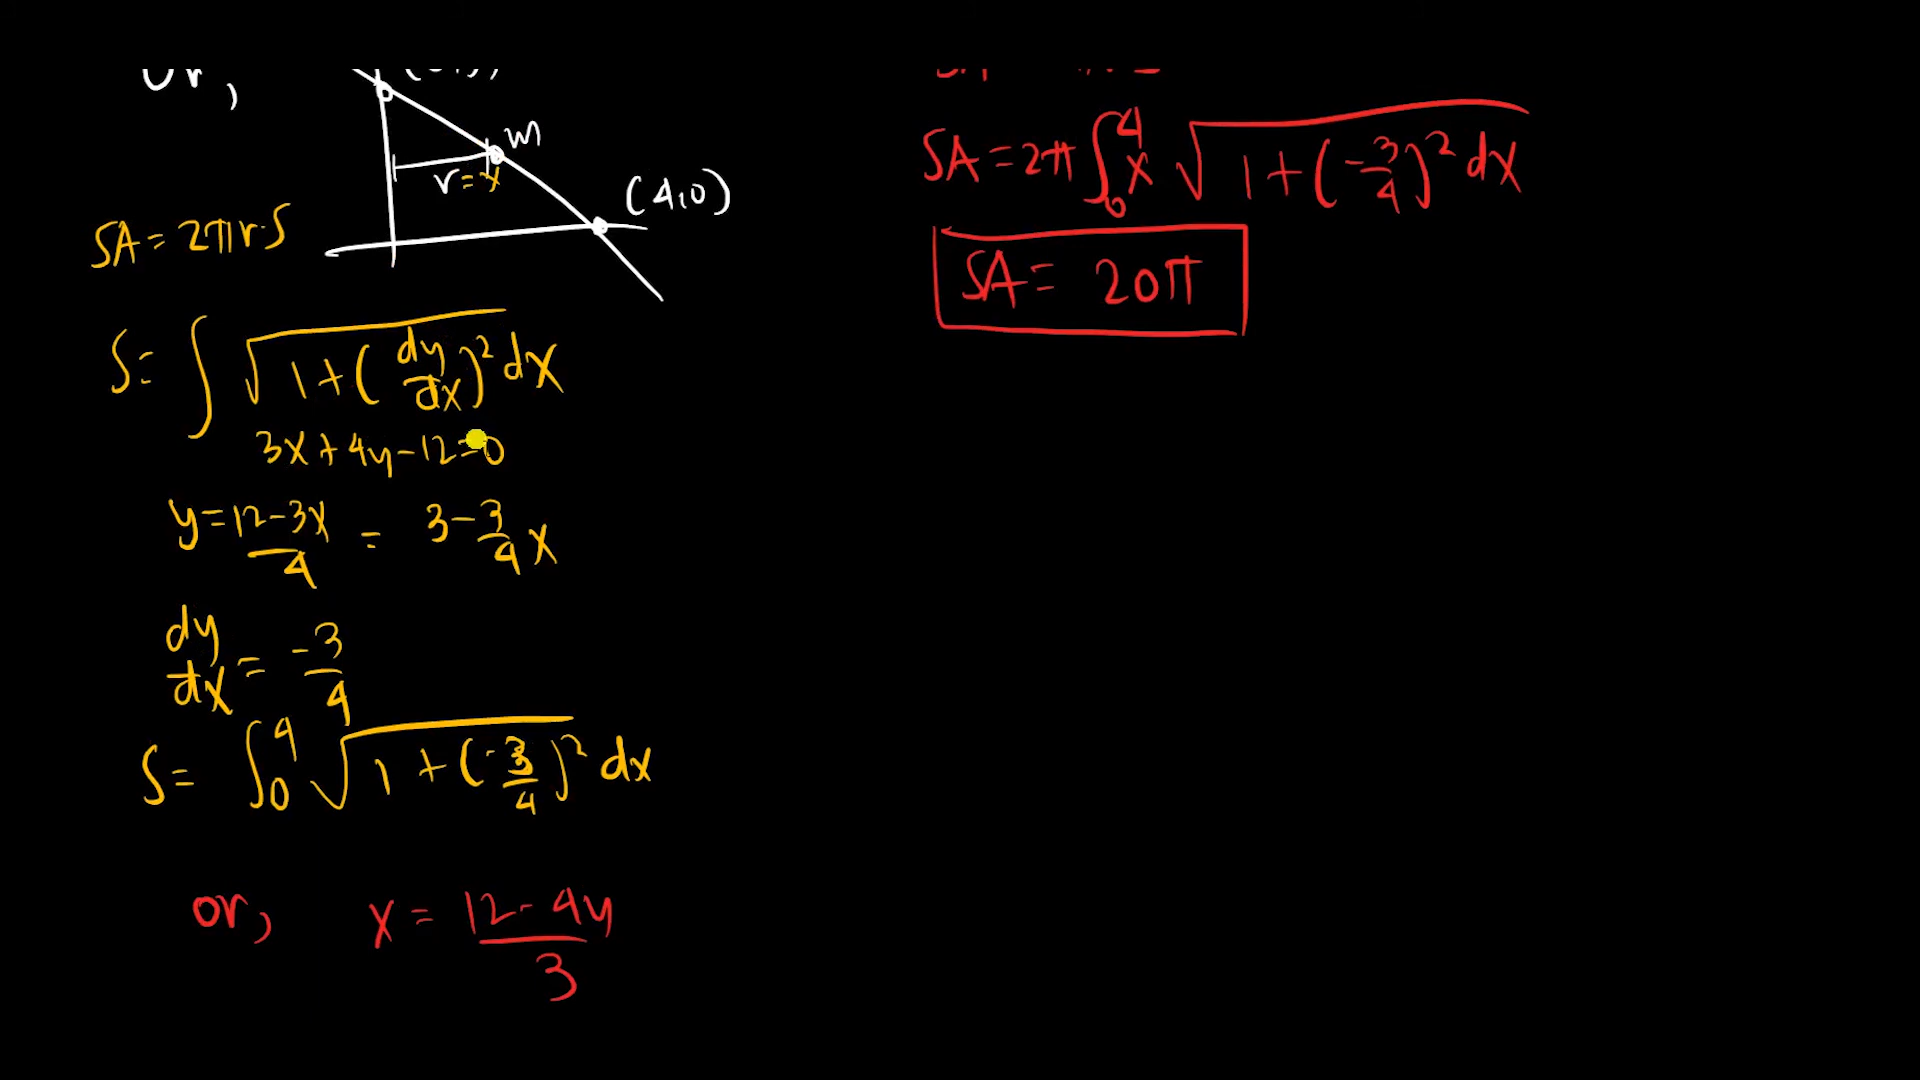 or,
m
r=x
(4,0)
SA = 2πr·S
S = ∫ √(1+(dy/dx)²) dx
3x+4y-12=0
y = (12-3x)/4 = 3-3/4 x
dy/dx = -3/4
S = ∫₀⁴ √(1+(-3/4)²) dx
or, x = (12-4y)/3
SA = 2π ∫₀⁴ x √(1+(-3/4)²) dx
SA = 20π